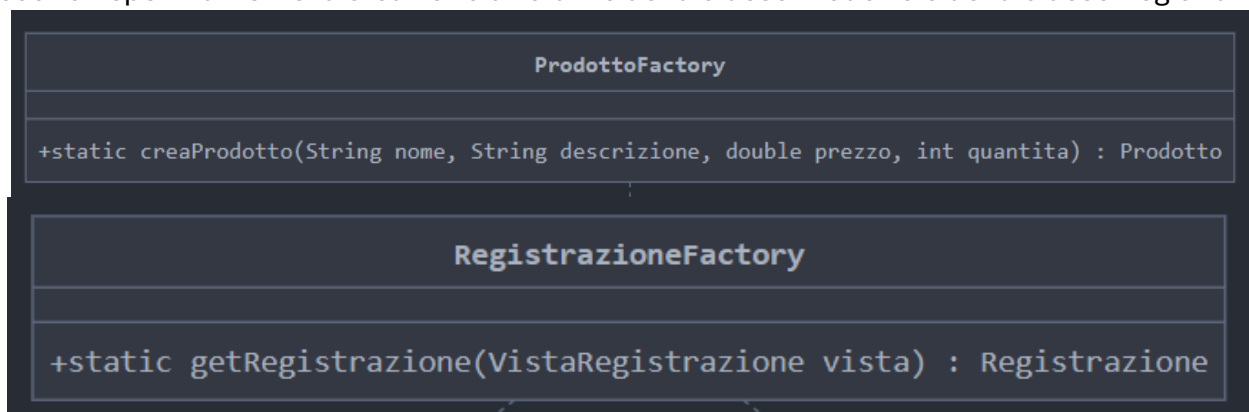 ProdottoFactory
+static creaProdotto(String nome, String descrizione, double prezzo, int quantita) : Prodotto
RegistrazioneFactory
+static getRegistrazione(VistaRegistrazione vista) : Registrazione